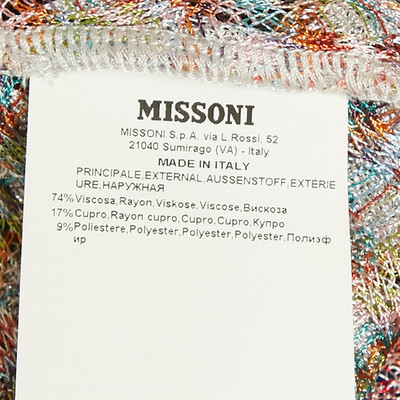 MISSONI
MISSONI S.p.A. via L.Rossi, 52
21040 Sumirago (VA) - Italy
MADE IN ITALY
PRINCIPALE,EXTERNAL,AUSSENSTOFF,EXTÉRIE
URE,НАРУЖНАЯ
74%Viscosa,Rayon,Viskose,Viscose,Вискоза
17%Cupro,Rayon cupro,Cupro,Cupro,Купро
9%Poliestere,Polyester,Polyester,Polyester,Полиэф
ир